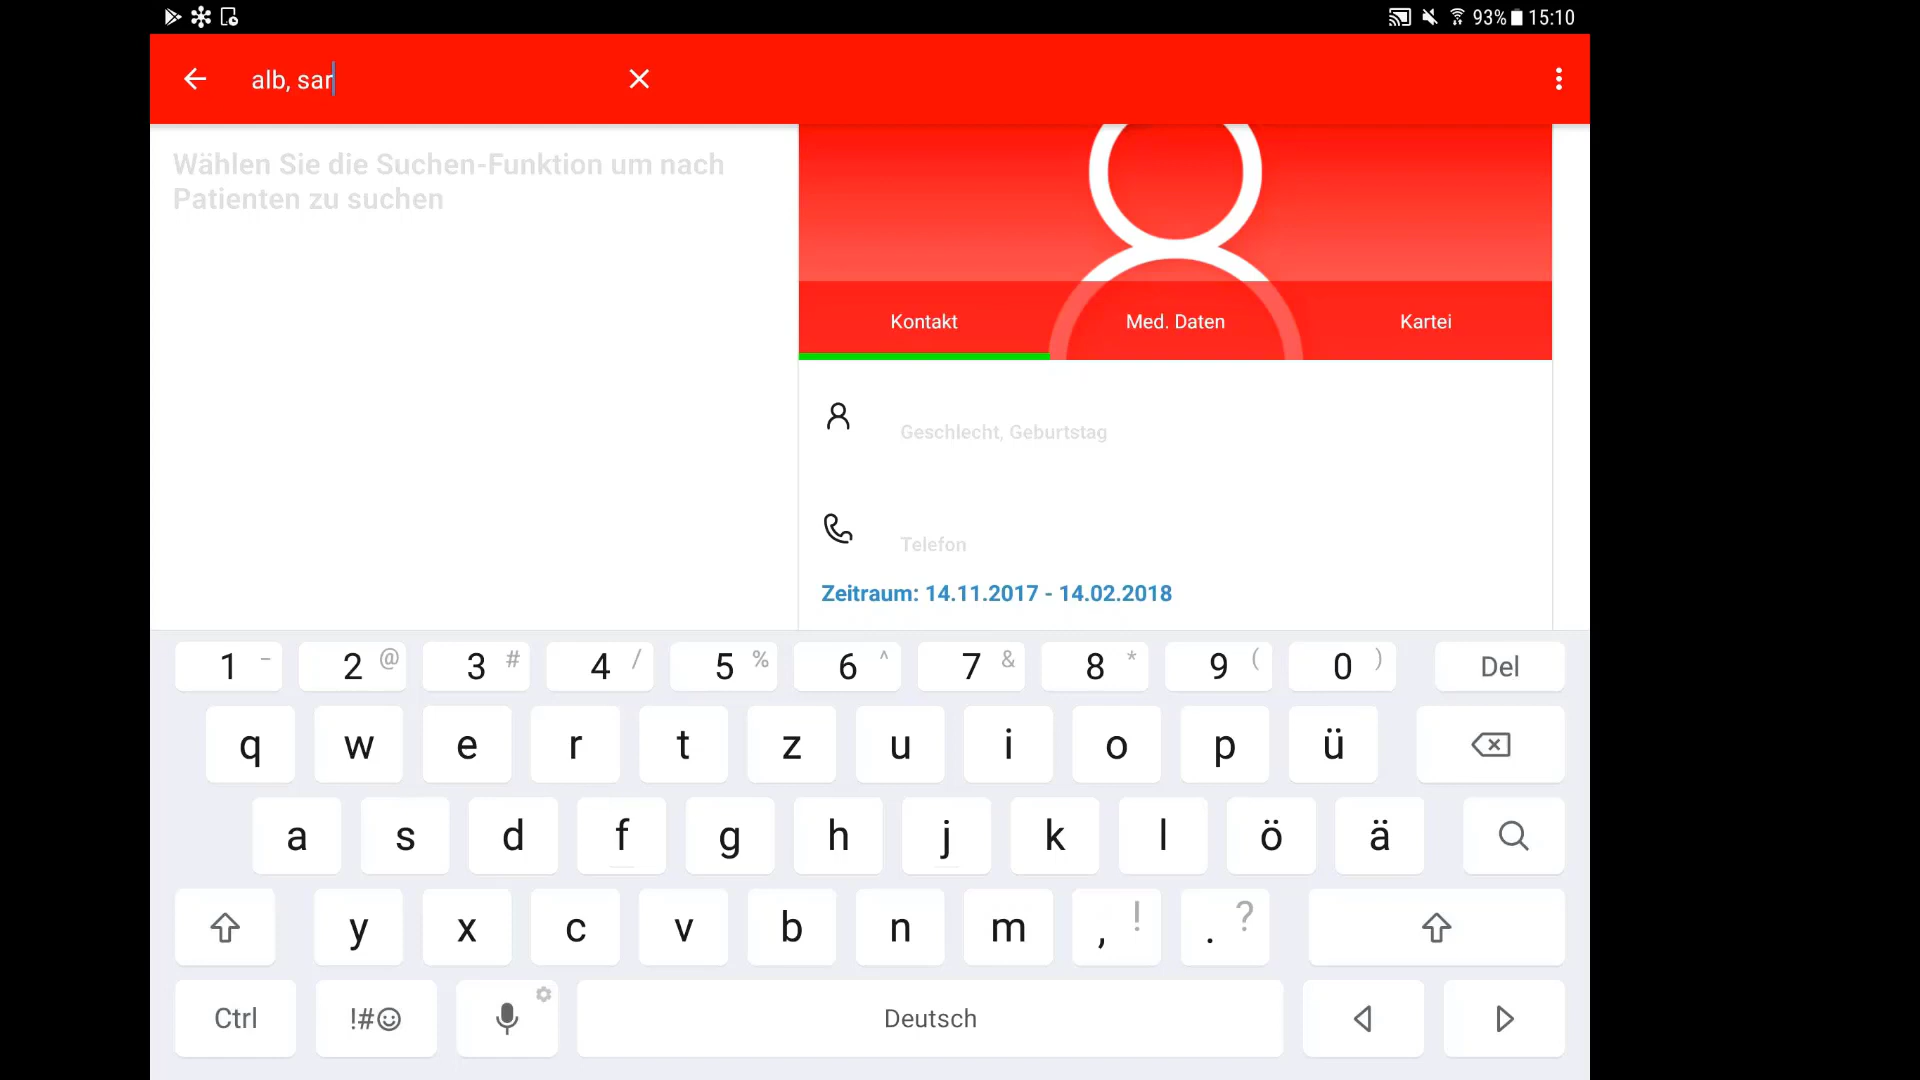 93% 15:10
alb, sar
Wählen Sie die Suchen-Funktion um nach
Patienten zu suchen
Kontakt Med. Daten Kartei
Geschlecht, Geburtstag
Telefon
Zeitraum: 14.11.2017 - 14.02.2018
1 - 2 @ 3 # 4 / 5 % 6 ^ 7 & 8 * 9 ( 0 ) Del
q w e r t z u i o p ü
a s d f g h j k l ö ä
y x c v b n m , ! . ?
Ctrl !#☺ Deutsch